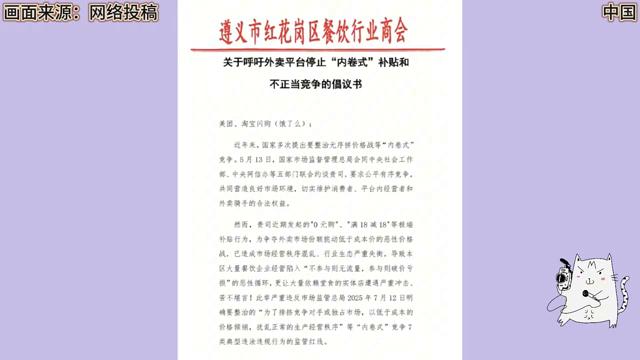 画面来源：网络投稿
中国
遵义市红花岗区餐饮行业商会
关于呼吁外卖平台停止“内卷式”补贴和
不正当竞争的倡议书
美团、淘宝闪购（饿了么）：
近年来，国家多次提出要整治无序拼价格战等“内卷式”
竞争。5月13日，国家市场监督管理总局会同中央社会工作
部、中央网信办等五部门联合约谈贵司，要求公平有序竞争，
共同营造良好市场环境，切实维护消费者、平台内经营者和
外卖骑手的合法权益。
然而，贵司近期发起的“0元购”、“满18减18”等极端
补贴行为，为争夺外卖市场份额能动低于成本价的恶性价格
战，已造成市场经营秩序混乱、行业生态严重失衡，导致本
区大量餐饮企业经营陷入“不参与则无流量，参与则破价亏
损”的恶性循环，更让大量依赖堂食的实体店遭遇严重冲击，
苦不堪言！此举严重违反市场监管总局2025年7月12日明
确要整治的“为了排挤竞争对手或独占市场，以低于成本的
价格倾销，扰乱正常的生产经营秩序”等“内卷式”竞争7
类典型违法违规行为的监管红线。